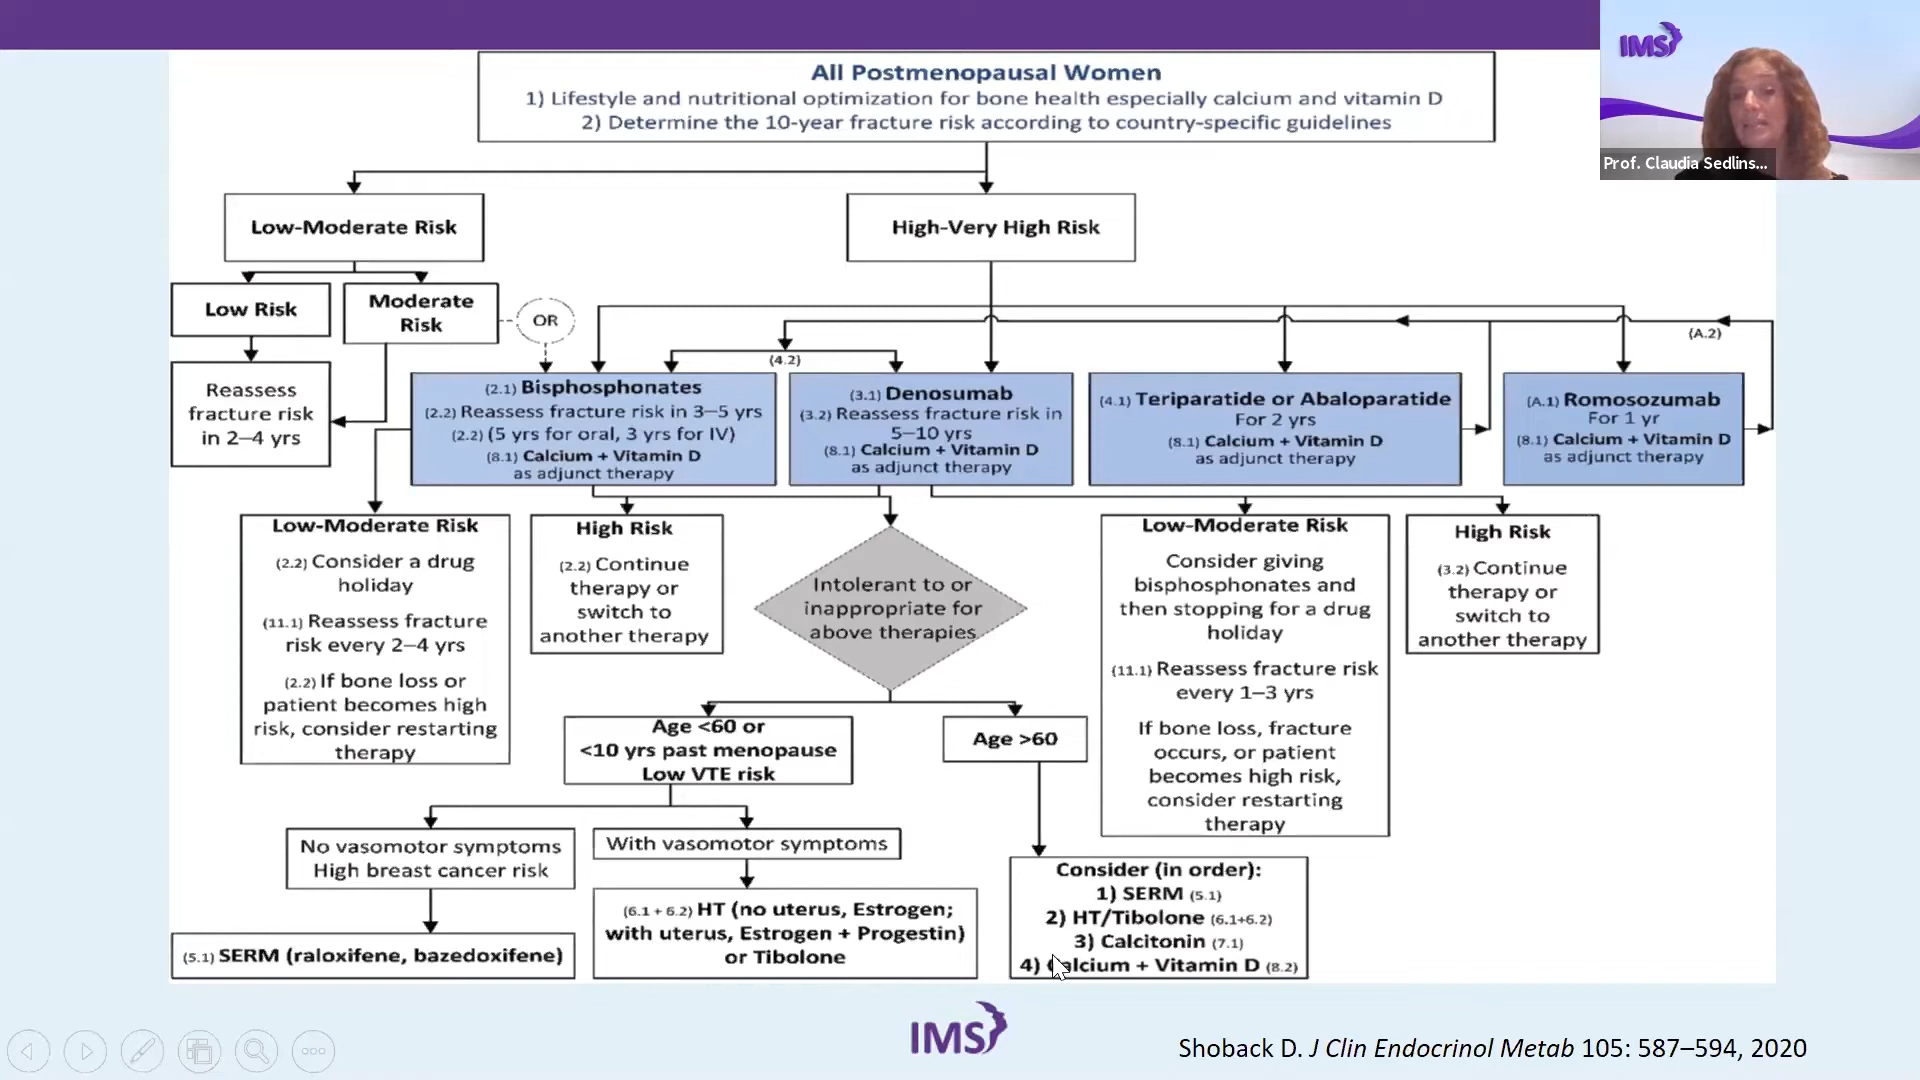 All Postmenopausal Women
1) Lifestyle and nutritional optimization for bone health especially calcium and vitamin D
2) Determine the 10-year fracture risk according to country-specific guidelines
IMS
Prof. Claudia Sedlins...
Low-Moderate Risk
High-Very High Risk
Low Risk
Moderate
Risk
OR
(4.2)
(A.2)
Reassess
fracture risk
in 2–4 yrs
(2.1) Bisphosphonates
(2.2) Reassess fracture risk in 3–5 yrs
(2.2) (5 yrs for oral, 3 yrs for IV)
(8.1) Calcium + Vitamin D
as adjunct therapy
(3.1) Denosumab
(3.2) Reassess fracture risk in
5–10 yrs
(8.1) Calcium + Vitamin D
as adjunct therapy
(4.1) Teriparatide or Abaloparatide
For 2 yrs
(8.1) Calcium + Vitamin D
as adjunct therapy
(A.1) Romosozumab
For 1 yr
(8.1) Calcium + Vitamin D
as adjunct therapy
Low-Moderate Risk
(2.2) Consider a drug
holiday
(11.1) Reassess fracture
risk every 2–4 yrs
(2.2) If bone loss or
patient becomes high
risk, consider restarting
therapy
High Risk
(2.2) Continue
therapy or
switch to
another therapy
Intolerant to or
inappropriate for
above therapies
Low-Moderate Risk
Consider giving
bisphosphonates and
then stopping for a drug
holiday
(11.1) Reassess fracture risk
every 1–3 yrs
If bone loss, fracture
occurs, or patient
becomes high risk,
consider restarting
therapy
High Risk
(3.2) Continue
therapy or
switch to
another therapy
Age <60 or
<10 yrs past menopause
Low VTE risk
Age >60
No vasomotor symptoms
High breast cancer risk
With vasomotor symptoms
(5.1) SERM (raloxifene, bazedoxifene)
(6.1 + 6.2) HT (no uterus, Estrogen;
with uterus, Estrogen + Progestin)
or Tibolone
Consider (in order):
1) SERM (5.1)
2) HT/Tibolone (6.1+6.2)
3) Calcitonin (7.1)
4) Calcium + Vitamin D (8.2)
IMS
Shoback D. J Clin Endocrinol Metab 105: 587–594, 2020